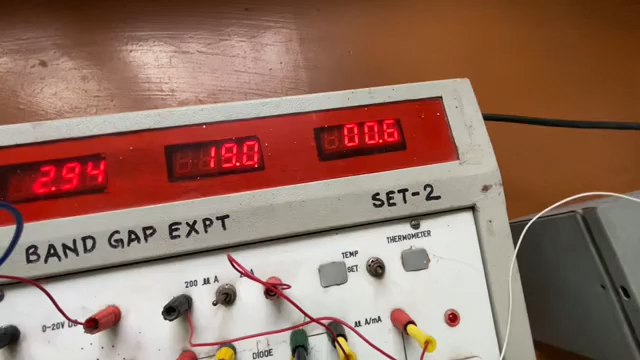 2.94
19.0
00.6
SET-2
BAND GAP EXPT
THERMOMETER
TEMP
SET
200 µA
0-20V
µA/mA
DIODE